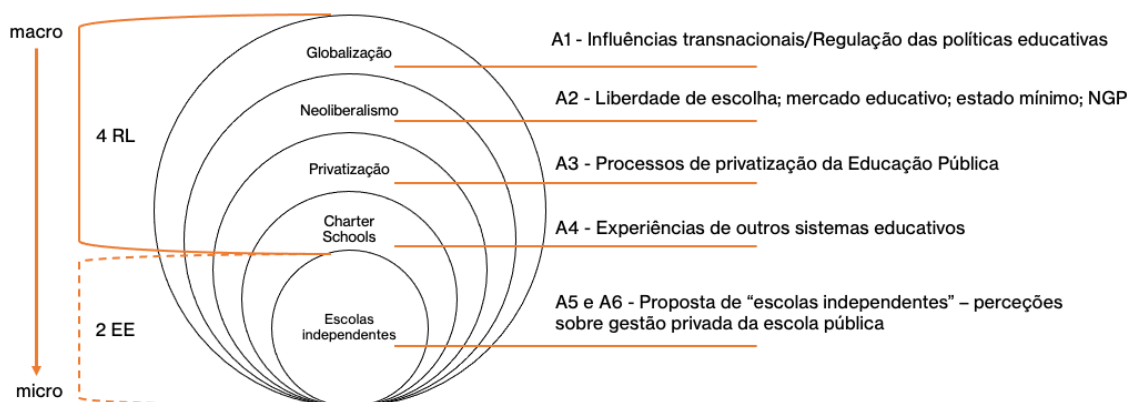 macro
4 RL
2 EE
micro
Globalização
Neoliberalismo
Privatização
Charter
Schools
Escolas
independentes
A1 - Influências transnacionais/Regulação das políticas educativas
A2 - Liberdade de escolha; mercado educativo; estado mínimo; NGP
A3 - Processos de privatização da Educação Pública
A4 - Experiências de outros sistemas educativos
A5 e A6 - Proposta de “escolas independentes” – perceções
sobre gestão privada da escola pública